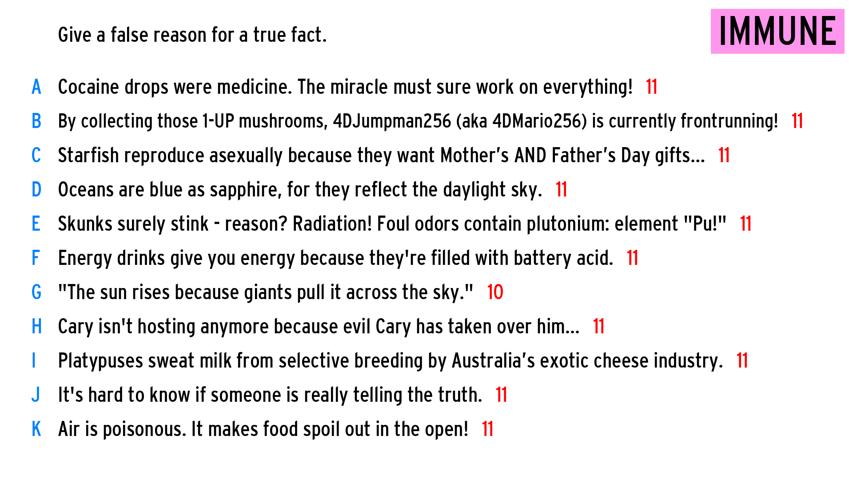 Give a false reason for a true fact.
IMMUNE
A Cocaine drops were medicine. The miracle must sure work on everything! 11
B By collecting those 1-UP mushrooms, 4DJumpman256 (aka 4DMario256) is currently frontrunning! 11
C Starfish reproduce asexually because they want Mother's AND Father's Day gifts... 11
D Oceans are blue as sapphire, for they reflect the daylight sky. 11
E Skunks surely stink - reason? Radiation! Foul odors contain plutonium: element "Pu!" 11
F Energy drinks give you energy because they're filled with battery acid. 11
G "The sun rises because giants pull it across the sky." 10
H Cary isn't hosting anymore because evil Cary has taken over him... 11
I Platypuses sweat milk from selective breeding by Australia's exotic cheese industry. 11
J It's hard to know if someone is really telling the truth. 11
K Air is poisonous. It makes food spoil out in the open! 11